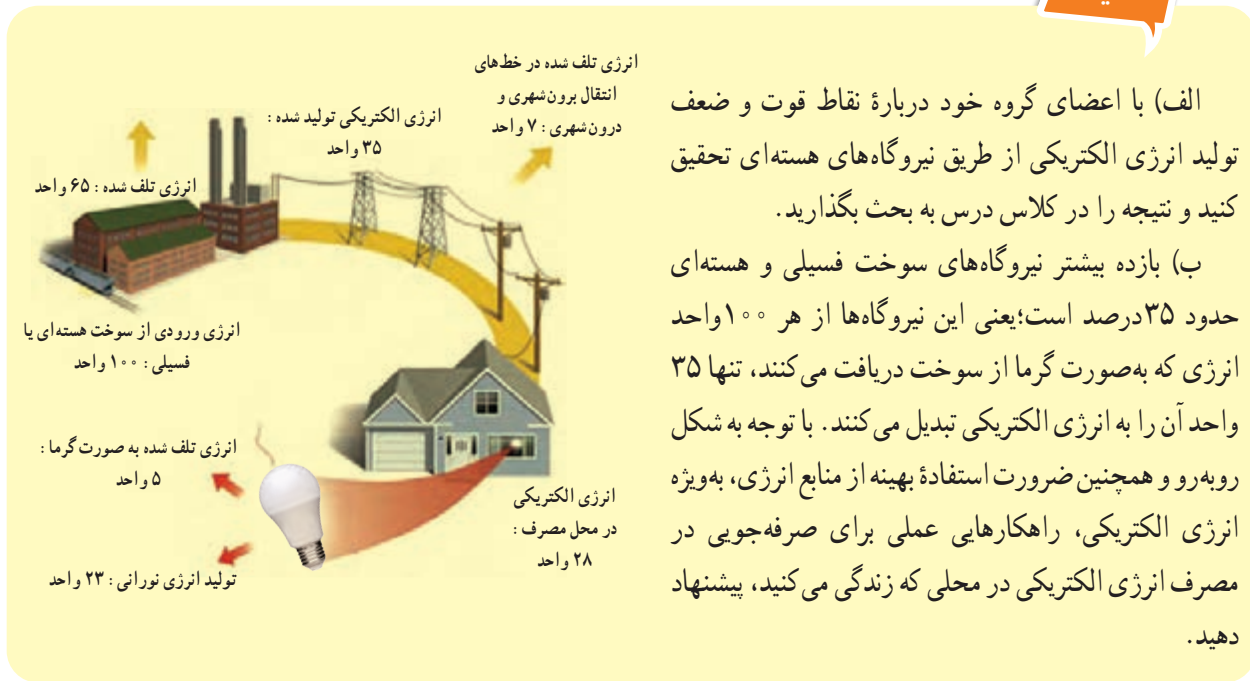 الف) با اعضای گروه خود دربارۀ نقاط قوت و ضعف
تولید انرژی الکتریکی از طریق نیروگاه‌های هسته‌ای تحقیق
کنید و نتیجه را در کلاس درس به بحث بگذارید.
ب) بازده بیشتر نیروگاه‌های سوخت فسیلی و هسته‌ای
حدود ۳۵درصد است؛یعنی این نیروگاه‌ها از هر ۱۰۰واحد
انرژی که به‌صورت گرما از سوخت دریافت می‌کنند، تنها ۳۵
واحد آن را به انرژی الکتریکی تبدیل می‌کنند. با توجه به شکل
روبه‌رو و همچنین ضرورت استفادۀ بهینه از منابع انرژی، به‌ویژه
انرژی الکتریکی، راهکارهایی عملی برای صرفه‌جویی در
مصرف انرژی الکتریکی در محلی که زندگی می‌کنید، پیشنهاد
دهید.
انرژی تلف شده در خط‌های
انتقال برون‌شهری و
درون‌شهری : ۷ واحد
انرژی الکتریکی تولید شده :
۳۵ واحد
انرژی تلف شده : ۶۵ واحد
انرژی ورودی از سوخت هسته‌ای یا
فسیلی : ۱۰۰ واحد
انرژی تلف شده به صورت گرما :
۵ واحد
انرژی الکتریکی
در محل مصرف :
۲۸ واحد
تولید انرژی نورانی : ۲۳ واحد